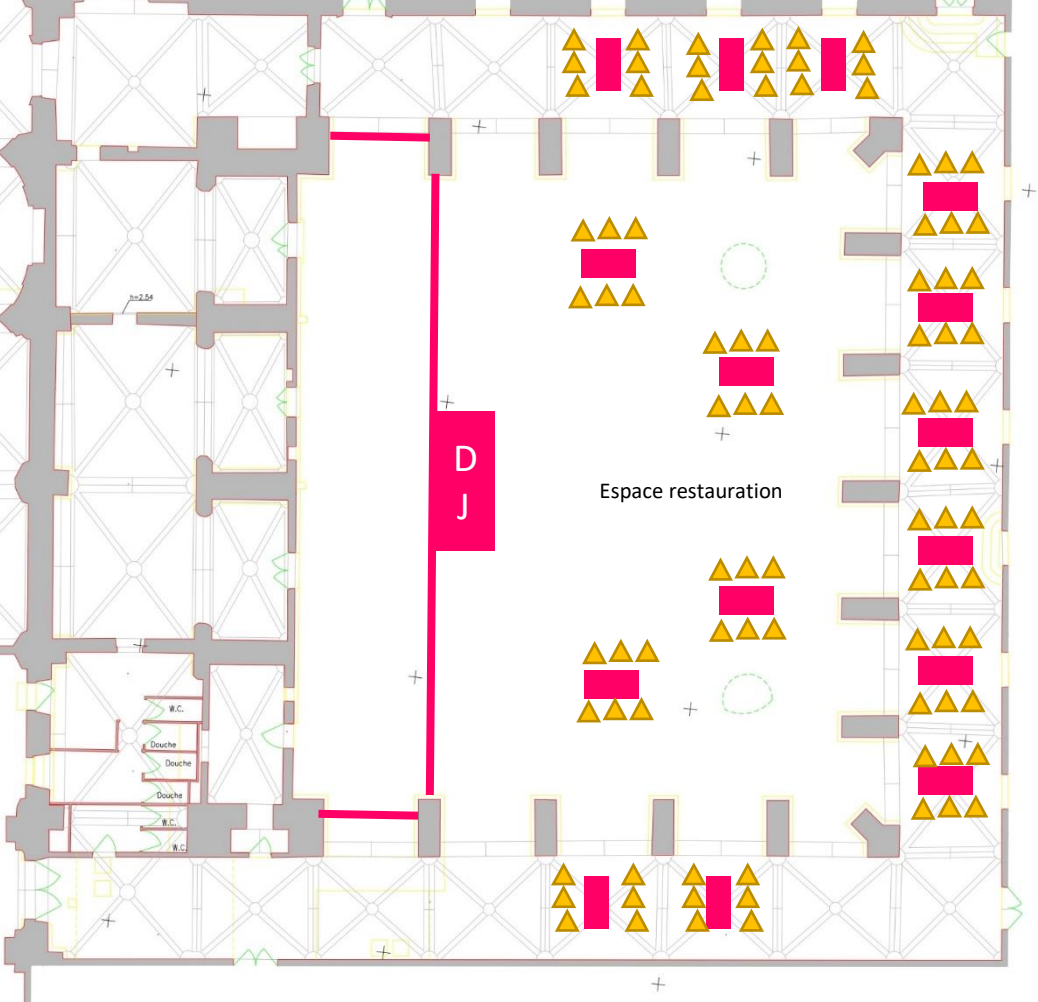 h=2.54
D
J
Espace restauration
W.C.
Douche
Douche
Douche
W.C.
W.C.